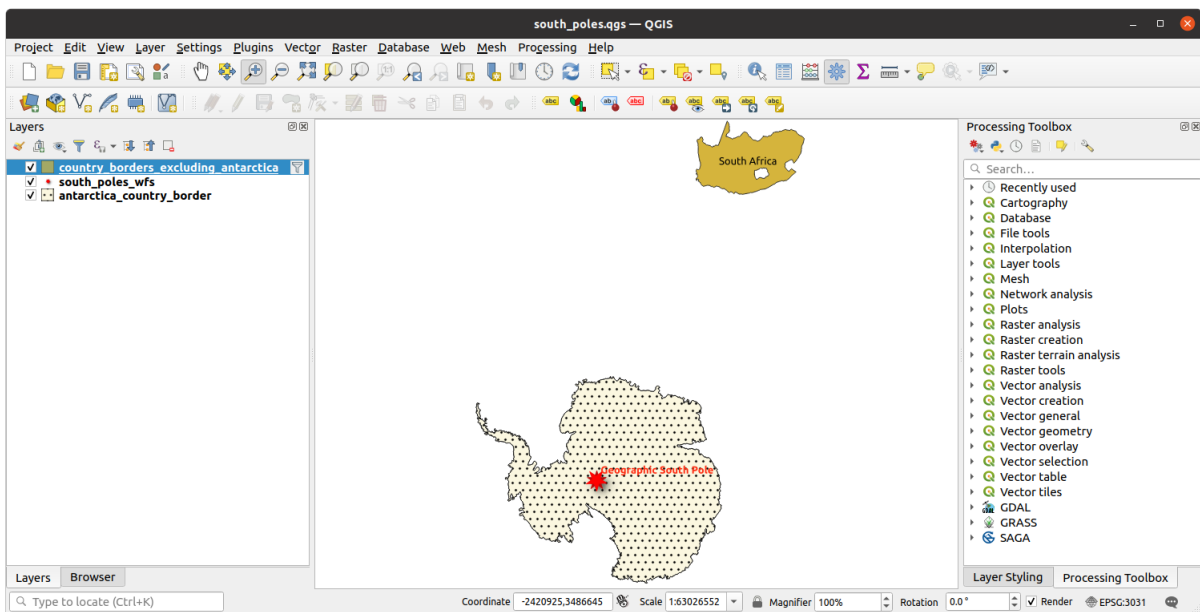 south_poles.qgs — QGIS
Project Edit View Layer Settings Plugins Vector Raster Database Web Mesh Processing Help
Layers
country_borders_excluding_antarctica
south_poles_wfs
antarctica_country_border
South Africa
Geographic South Pole
Processing Toolbox
Search...
Recently used
Cartography
Database
File tools
Interpolation
Layer tools
Mesh
Network analysis
Plots
Raster analysis
Raster creation
Raster terrain analysis
Raster tools
Vector analysis
Vector creation
Vector general
Vector geometry
Vector overlay
Vector selection
Vector table
Vector tiles
GDAL
GRASS
SAGA
Layers Browser
Layer Styling Processing Toolbox
Type to locate (Ctrl+K) Coordinate -2420925,3486645 Scale 1:63026552 Magnifier 100% Rotation 0.0 ° Render EPSG:3031